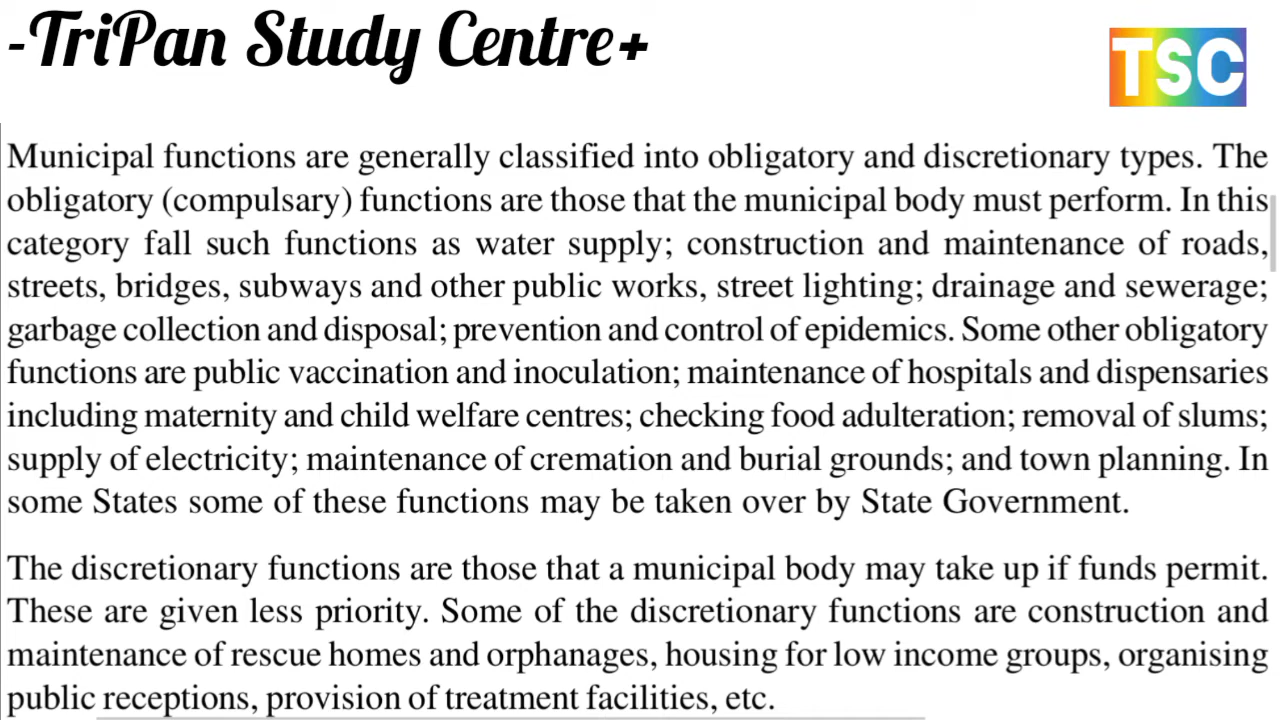 -TriPan Study Centre+
TSC
Municipal functions are generally classified into obligatory and discretionary types. The
obligatory (compulsary) functions are those that the municipal body must perform. In this
category fall such functions as water supply; construction and maintenance of roads,
streets, bridges, subways and other public works, street lighting; drainage and sewerage;
garbage collection and disposal; prevention and control of epidemics. Some other obligatory
functions are public vaccination and inoculation; maintenance of hospitals and dispensaries
including maternity and child welfare centres; checking food adulteration; removal of slums;
supply of electricity; maintenance of cremation and burial grounds; and town planning. In
some States some of these functions may be taken over by State Government.
The discretionary functions are those that a municipal body may take up if funds permit.
These are given less priority. Some of the discretionary functions are construction and
maintenance of rescue homes and orphanages, housing for low income groups, organising
public receptions, provision of treatment facilities, etc.